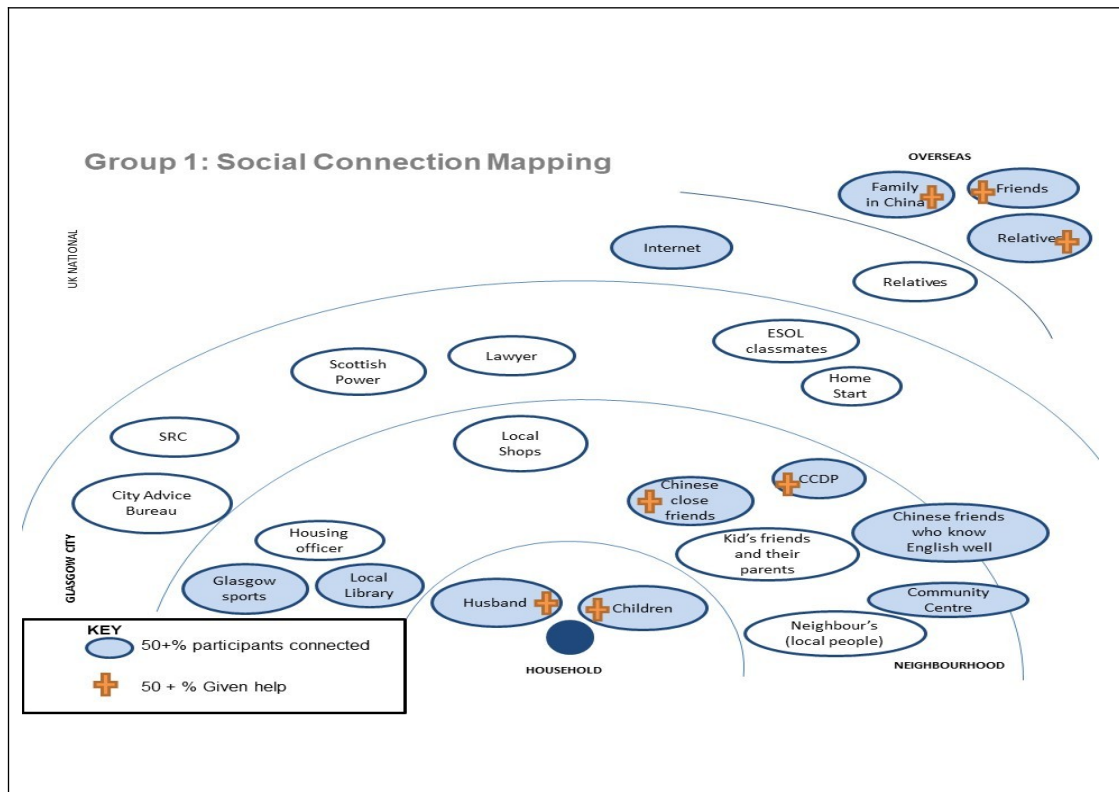 Group 1: Social Connection Mapping
OVERSEAS
Family
in China
Friends
Relatives
UK NATIONAL
Internet
Relatives
ESOL
classmates
Lawyer
Scottish
Power
Home
Start
SRC
Local
Shops
City Advice
Bureau
Chinese
close
friends
CCDP
Chinese friends
who know
English well
Housing
officer
Kid's friends
and their
parents
GLASGOW CITY
Glasgow
sports
Local
Library
Husband
Children
Community
Centre
Neighbour's
(local people)
HOUSEHOLD
NEIGHBOURHOOD
KEY
50+% participants connected
50 + % Given help